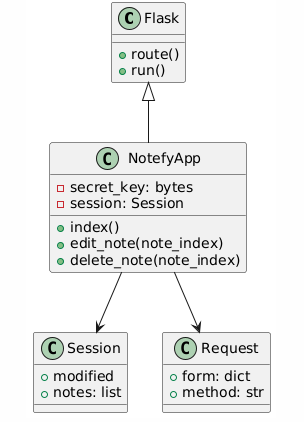 C Flask
route()
run()
C NotefyApp
secret_key: bytes
session: Session
index()
edit_note(note_index)
delete_note(note_index)
C Session
modified
notes: list
C Request
form: dict
method: str